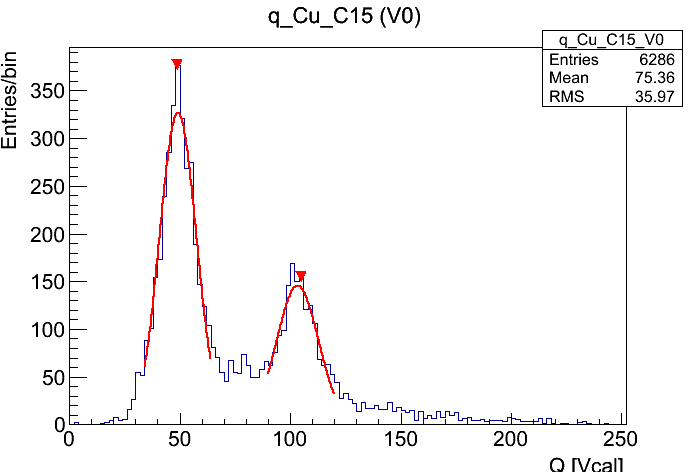 q_Cu_C15 (V0)
q_Cu_C15_V0
Entries 6286
Mean 75.36
RMS 35.97
Entries/bin
350
300
250
200
150
100
50
0
0 50 100 150 200 250
Q [Vcal]